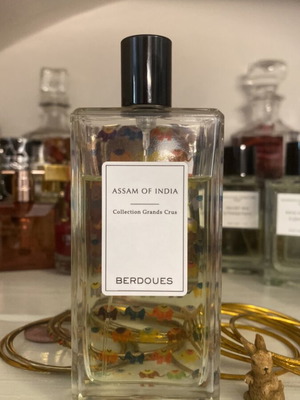 ASSAM OF INDIA
Collection Grands Crus
BERDOUES